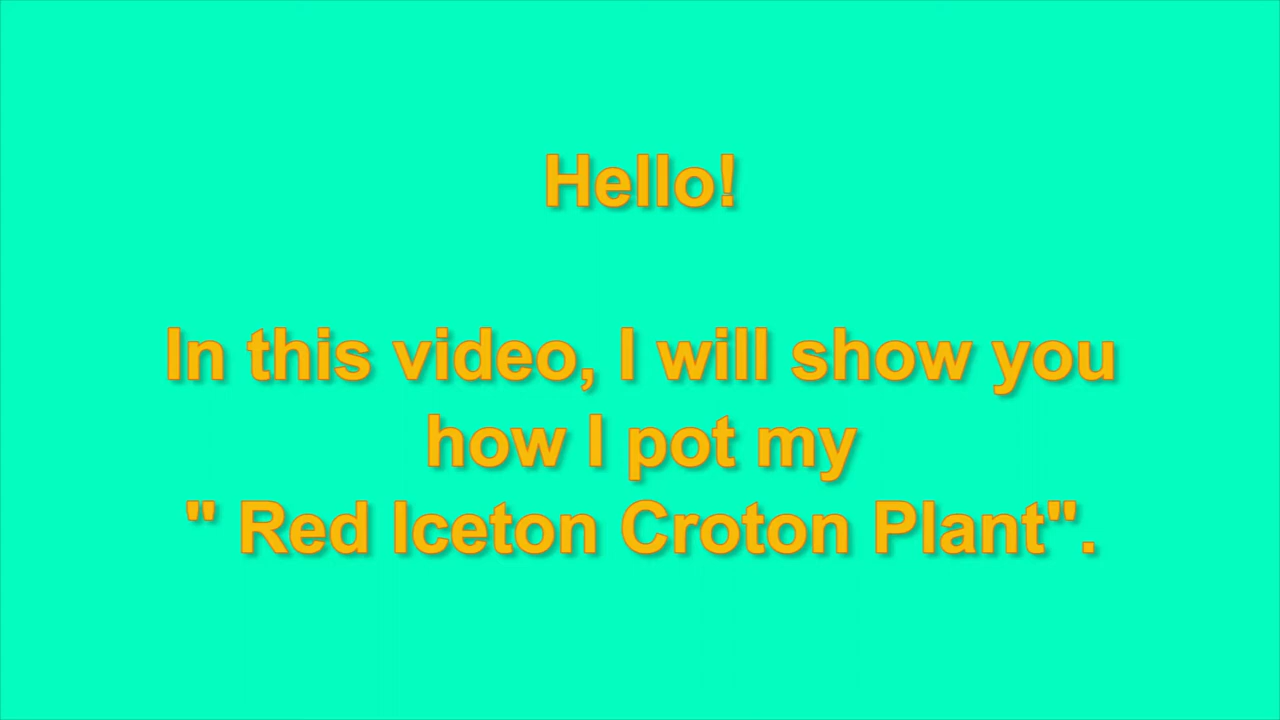 Hello!
In this video, I will show you
how I pot my
" Red Iceton Croton Plant".